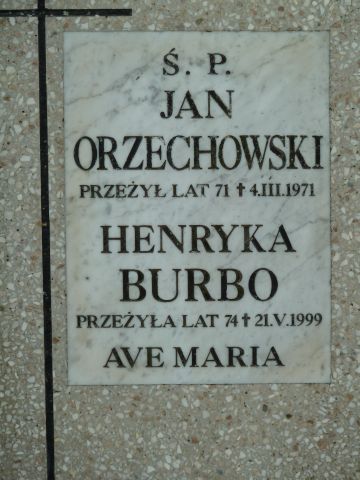 Ś. P.
JAN
ORZECHOWSKI
PRZEŻYŁ LAT 71 ✝ 4.III.1971
HENRYKA
BURBO
PRZEŻYŁA LAT 74 ✝ 21.V.1999
AVE MARIA